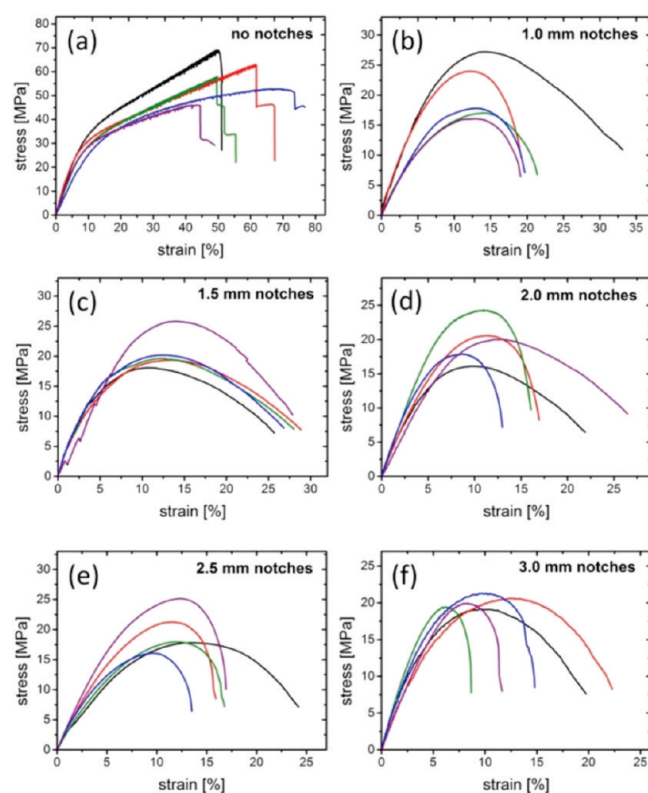 (a) no notches
80
70
60
50
40
30
20
10
0
stress [MPa]
0 10 20 30 40 50 60 70 80
strain [%]
(b) 1.0 mm notches
30
25
20
15
10
5
0
stress [MPa]
0 5 10 15 20 25 30 35
strain [%]
(c) 1.5 mm notches
30
25
20
15
10
5
0
stress [MPa]
0 5 10 15 20 25 30
strain [%]
(d) 2.0 mm notches
30
25
20
15
10
5
0
stress [MPa]
0 5 10 15 20 25
strain [%]
(e) 2.5 mm notches
30
25
20
15
10
5
0
stress [MPa]
0 5 10 15 20 25
strain [%]
(f) 3.0 mm notches
25
20
15
10
5
0
stress [MPa]
0 5 10 15 20
strain [%]